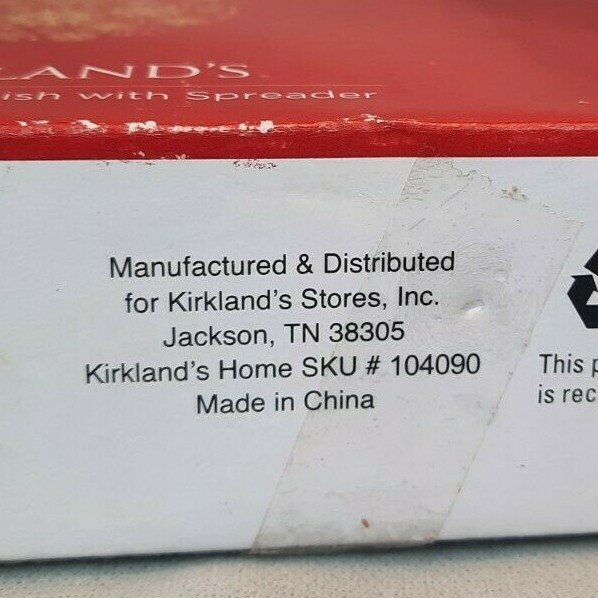 LAND'S
ish with Spreader
Manufactured & Distributed
for Kirkland's Stores, Inc.
Jackson, TN 38305
Kirkland's Home SKU # 104090
Made in China
This p
is rec